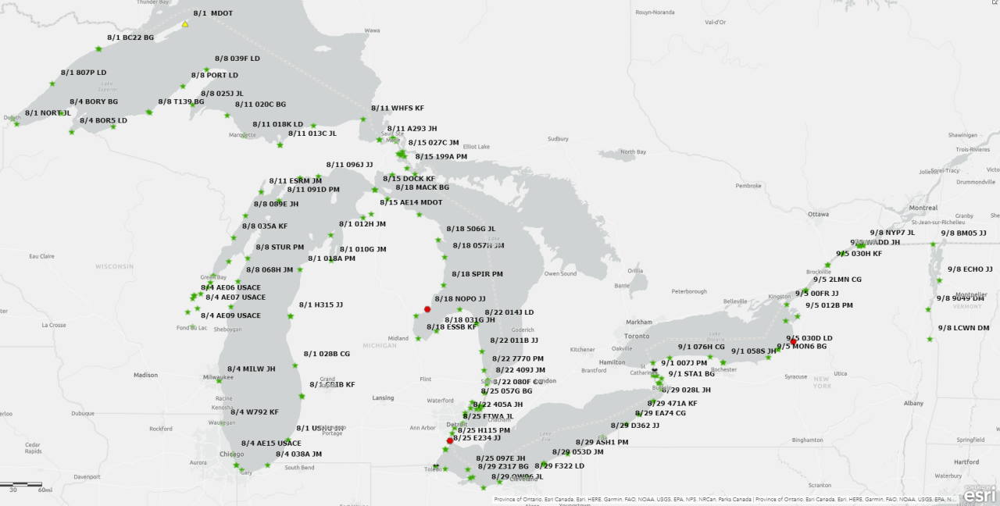 Thunder Bay
8/1 MDOT
Rouyn-Noranda
Val-d'Or
Wawa
8/1 BC22 BG
8/8 039F LD
8/1 807P LD
8/8 PORT LD
Lake
Superior
8/8 025J JL
8/4 BORY BG
8/8 T139 BG
8/11 020C BG
8/11 WHFS KF
8/1 NORT JL
Duluth
8/4 BOR5 LD
8/11 018K LD
8/11 A293 JH
Marquette
8/11 013C JL
Sault Ste
Marie
8/15 027C JM
Elliot Lake
Sudbury
North Bay
Shawinigan
Trois-Rivieres
8/15 199A PM
8/11 096J JJ
Joliette
Sorel-Tracy
Victo
Drummondville
8/11 ESRM JM
8/15 DOCK KF
8/11 091D PM
8/18 MACK BG
Pembroke
8/8 089E JH
8/15 AE14 MDOT
Ottawa
Montreal
Granby
She
St-Jean-sur-Richelieu
8/8 035A KF
8/1 012H JM
8/18 506G JL
9/8 NYP7 JL
9/8 BM05 JJ
Lake
8/8 STUR PM
8/1 010G JM
8/18 057H JM
9/8 WADD JH
Eau Claire
8/1 018A PM
9/5 030H KF
WISCONSIN
8/8 068H JM
Orillia
Brockville
9/8 ECHO JJ
Green Bay
8/18 SPIR PM
Owen Sound
9/5 2LMN CG
8/4 AE06 USACE
Barrie
Peterborough
Kingston
9/5 00FR JJ
Montpelier
8/4 AE07 USACE
8/1 H315 JJ
8/18 NOPO JJ
Belleville
9/5 012B PM
9/8 9049 DM
VERMONT
8/4 AE09 USACE
8/22 014J LD
La Crosse
Fond du Lac
Sheboygan
8/18 031G JH
Markham
8/18 ESSB KF
Goderich
Toronto
Lake
Ontario
9/8 LCWN DM
Midland
9/5 030D LD
MICHIGAN
8/22 011B JJ
Kitchener
Oakville
9/1 076H CG
9/5 MON6 BG
8/1 028B CG
8/22 7770 PM
Hamilton
St
Catharines
9/1 007J PM
9/1 058S JH
8/4 MILW JH
8/22 409J JM
Brantford
9/1 STA1 BG
Rochester
Syracuse
Utica
Madison
Milwaukee
Flint
8/22 080F CG
London
NEW
YORK
Grand
Rapids
8/1 CRIB KF
8/25 057G BG
Buffalo
8/29 028L JH
Racine
Lansing
Waterford
8/22 405A JH
8/29 471A KF
Albany
Kenosha
8/4 W792 KF
8/25 FTWA JL
8/29 EA74 CG
Dubuque
Waukegan
Chatham
Rockford
Portage
Ann Arbor
Detroit
8/29 D362 JJ
8/25 H115 PM
Lake
Erie
Erie
8/4 AE15 USACE
8/25 E234 JJ
8/29 ASH1 PM
Binghamton
Springfield
Cedar
Rapids
Chicago
8/4 038A JM
8/29 053D JM
Aurora
8/25 097E JH
Hartford
Gary
South Bend
Toledo
8/29 Z317 BG
8/29 F322 LD
Davenport
8/29 OW06 JL
Cleveland
Waterbury
Scranton
30
60mi
Province of Ontario, Esri Canada, Esri, HERE, Garmin, FAO, NOAA, USGS, EPA, NPS, NRCan, Parks Canada | Province of Ontario, Esri Canada, Esri, HERE, Garmin, FAO, NOAA, USGS, EPA, N...
POWERED BY
esri